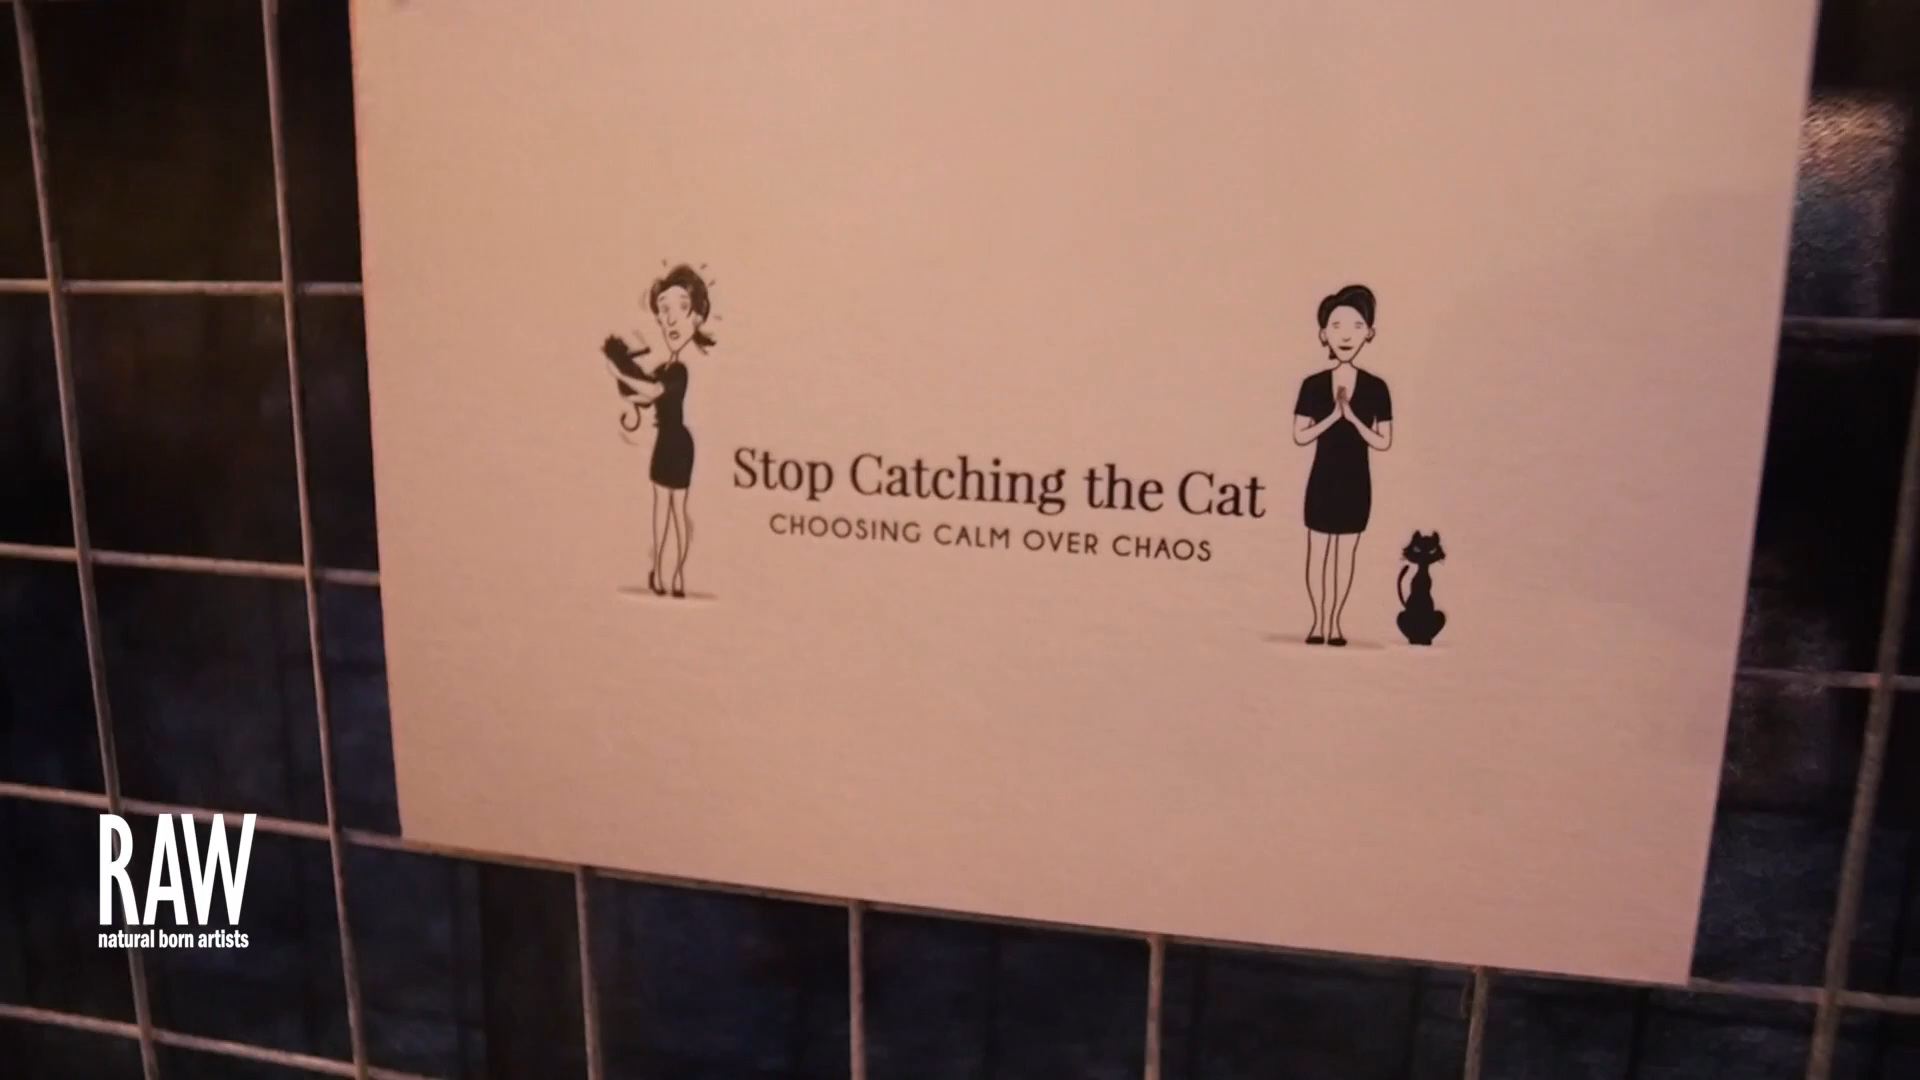 Stop Catching the Cat
CHOOSING CALM OVER CHAOS
RAW
natural born artists